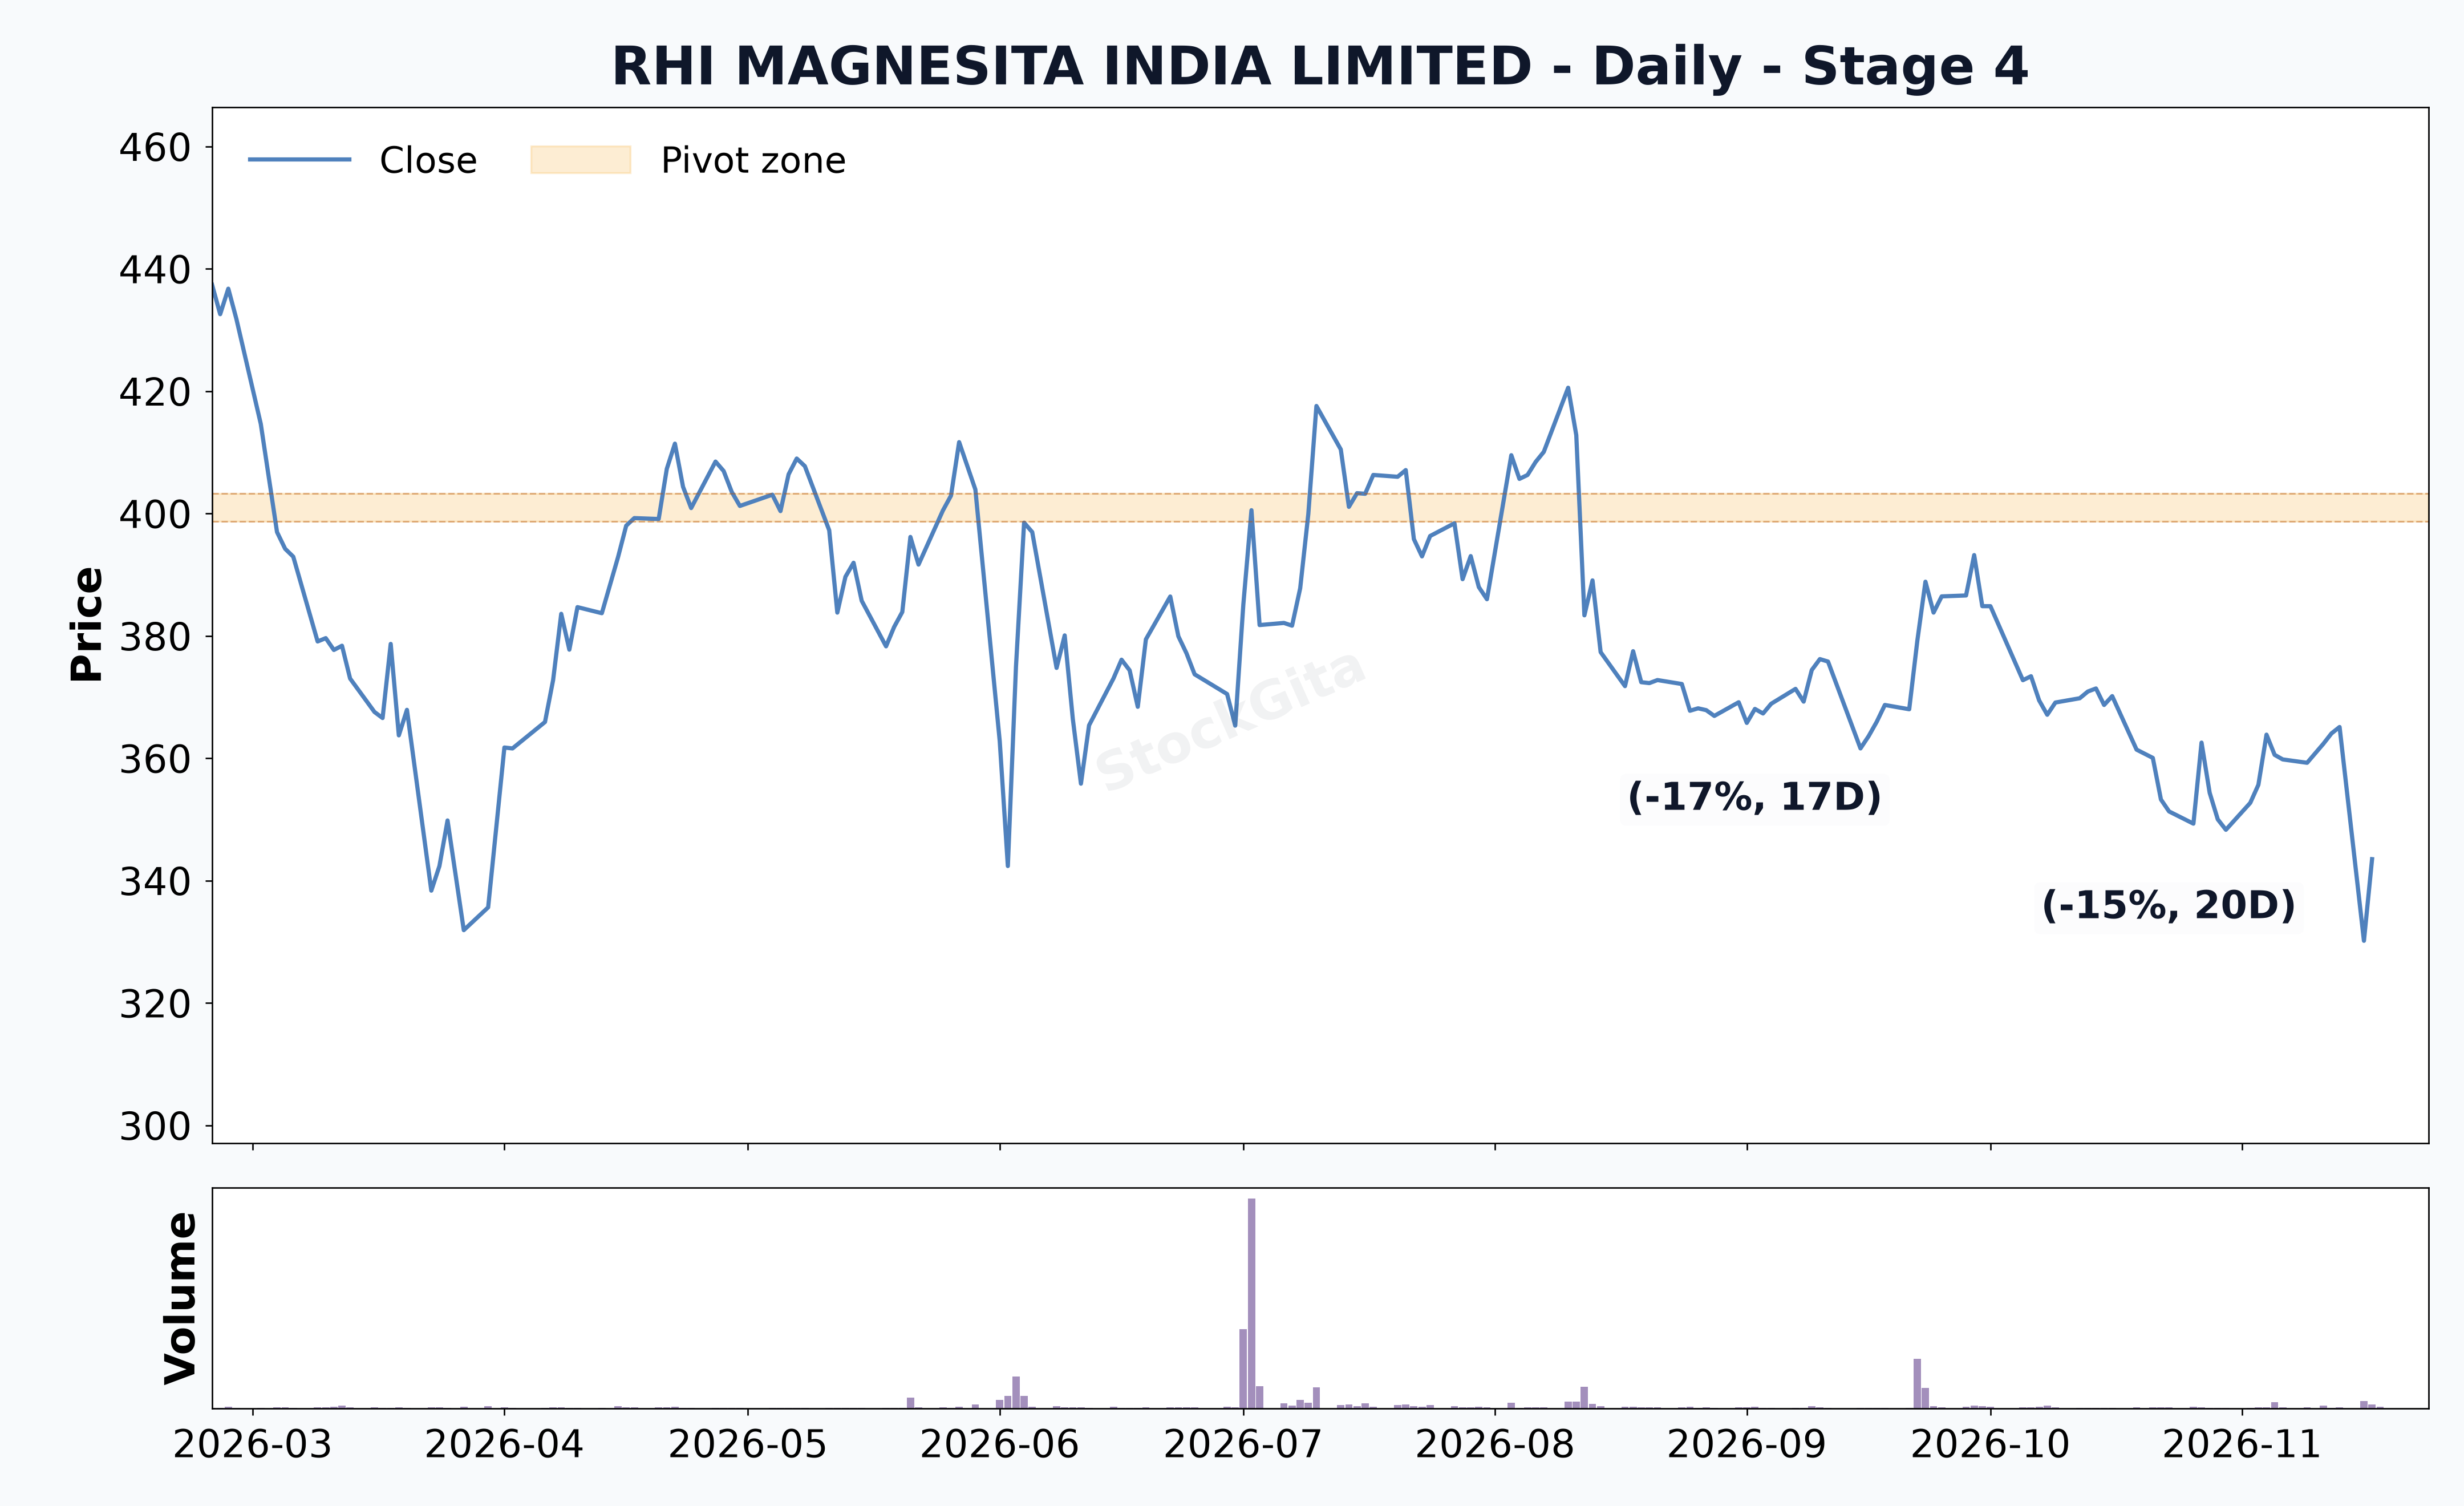 RHI MAGNESITA INDIA LIMITED - Daily - Stage 4
Close
Pivot zone
Price
460
440
420
400
380
360
340
320
300
StockGita
(-17%, 17D)
(-15%, 20D)
Volume
2026-03
2026-04
2026-05
2026-06
2026-07
2026-08
2026-09
2026-10
2026-11